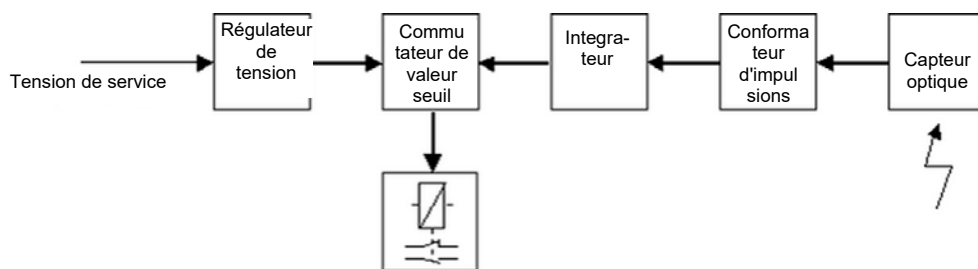 Tension de service
Régulateur
de
tension
Commu
tateur de
valeur
seuil
Integra-
teur
Conforma
teur
d'impul
sions
Capteur
optique